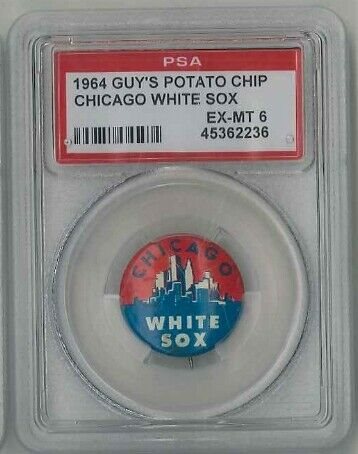 PSA
1964 GUY'S POTATO CHIP
CHICAGO WHITE SOX
EX-MT 6
45362236
CHICAGO
WHITE
SOX